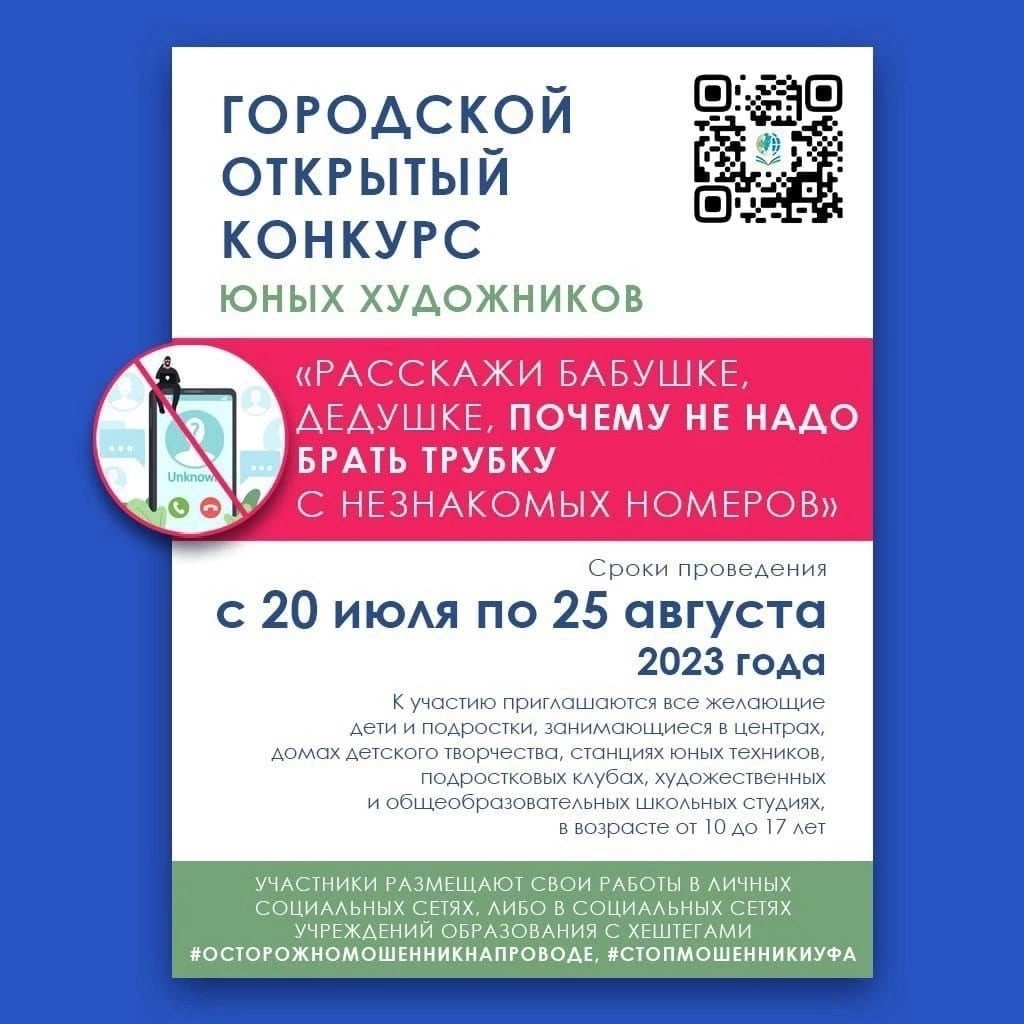 ГОРОДСКОЙ
ОТКРЫТЫЙ
КОНКУРС
ЮНЫХ ХУДОЖНИКОВ
«РАССКАЖИ БАБУШКЕ,
ДЕДУШКЕ, ПОЧЕМУ НЕ НАДО
БРАТЬ ТРУБКУ
С НЕЗНАКОМЫХ НОМЕРОВ»
?
Unknown
Сроки проведения
с 20 июля по 25 августа
2023 года
К участию приглашаются все желающие
дети и подростки, занимающиеся в центрах,
домах детского творчества, станциях юных техников,
подростковых клубах, художественных
и общеобразовательных школьных студиях,
в возрасте от 10 до 17 лет
УЧАСТНИКИ РАЗМЕЩАЮТ СВОИ РАБОТЫ В ЛИЧНЫХ
СОЦИАЛЬНЫХ СЕТЯХ, ЛИБО В СОЦИАЛЬНЫХ СЕТЯХ
УЧРЕЖДЕНИЙ ОБРАЗОВАНИЯ С ХЕШТЕГАМИ
#ОСТОРОЖНОМОШЕННИКНАПРОВОДЕ, #СТОПМОШЕННИКИУФА